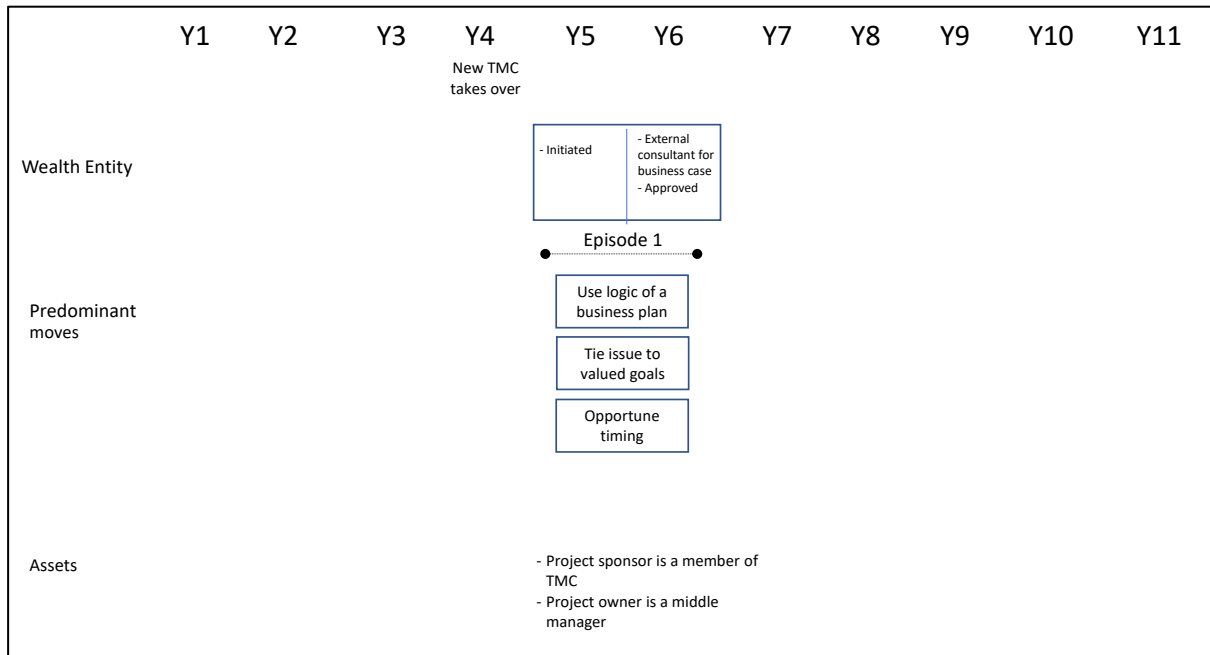 Y1 Y2 Y3 Y4 Y5 Y6 Y7 Y8 Y9 Y10 Y11
New TMC
takes over
Wealth Entity
- Initiated
- External
consultant for
business case
- Approved
Episode 1
Predominant
moves
Use logic of a
business plan
Tie issue to
valued goals
Opportune
timing
Assets
- Project sponsor is a member of
TMC
- Project owner is a middle
manager